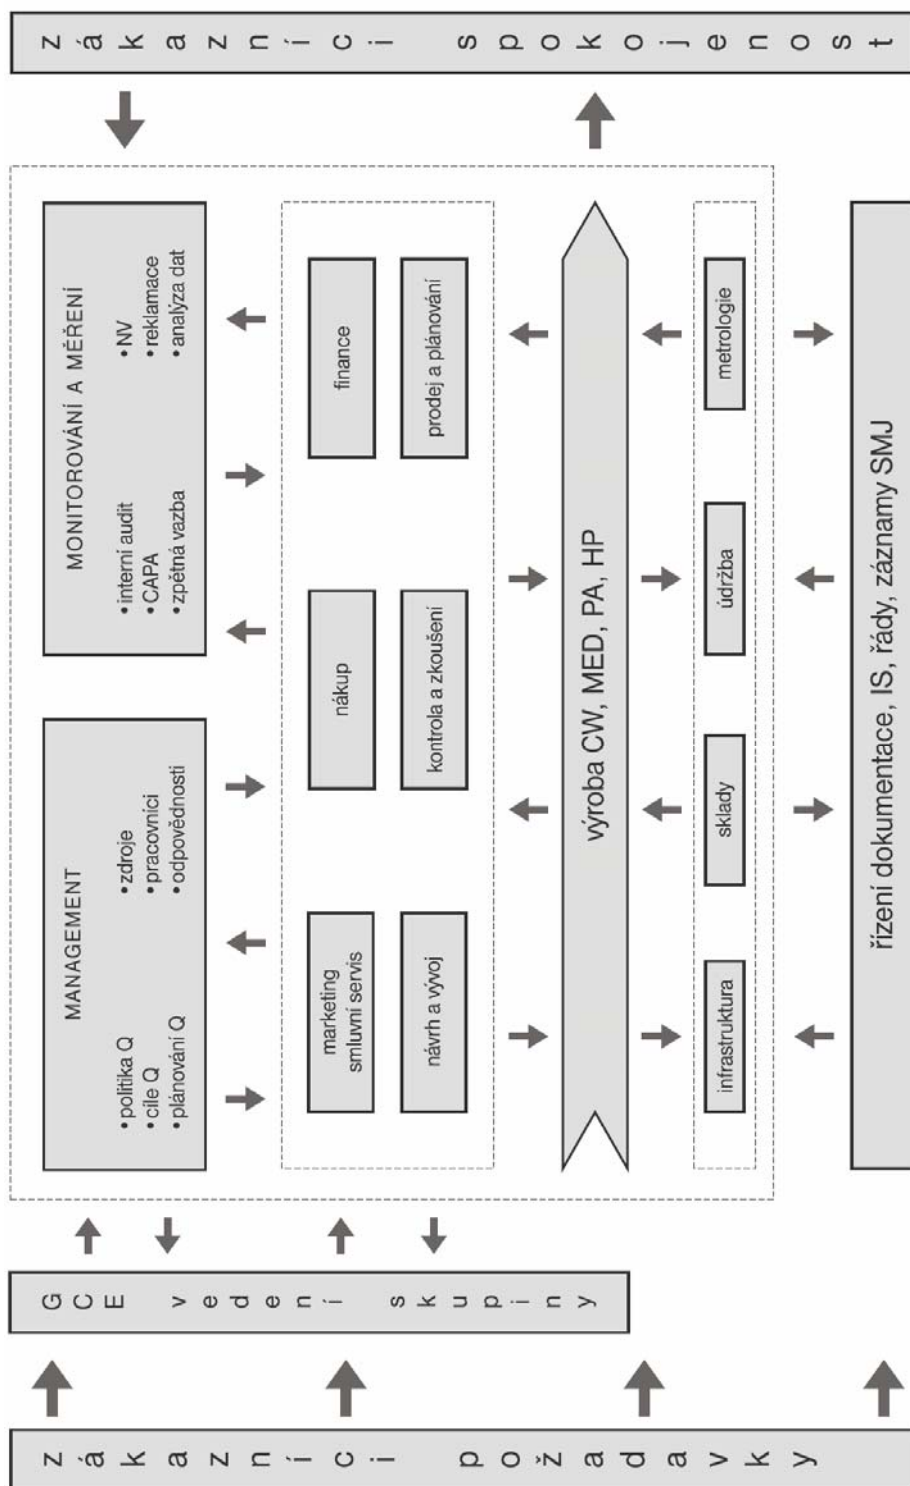 zákazníci požadavky
GCE vedení skupiny
MANAGEMENT
• politika Q
• cíle Q
• plánování Q
• zdroje
• pracovníci
• odpovědnosti
MONITOROVÁNÍ A MĚŘENÍ
• interní audit
• CAPA
• zpětná vazba
• NV
• reklamace
• analýza dat
marketing
smluvní servis
nákup
finance
návrh a vývoj
kontrola a zkoušení
prodej a plánování
výroba CW, MED, PA, HP
infrastruktura
sklady
údržba
metrologie
řízení dokumentace, IS, řády, záznamy SMJ
zákazníci spokojenost